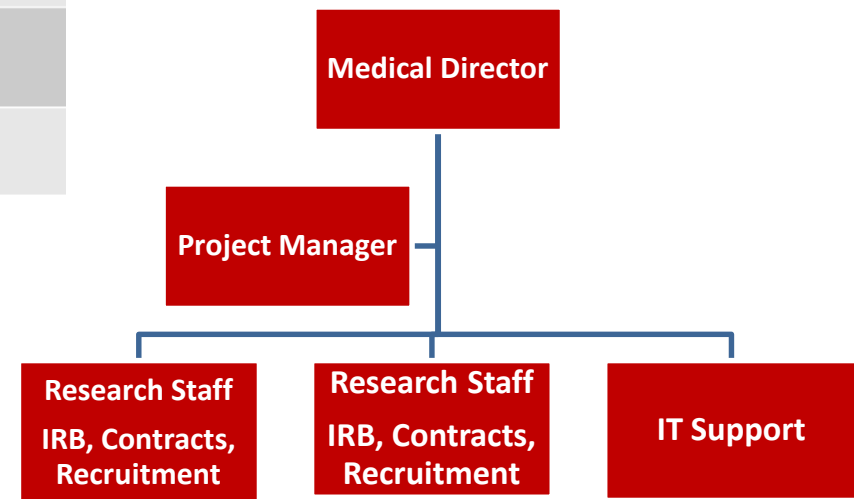 Medical Director
Project Manager
Research Staff
IRB, Contracts,
Recruitment
Research Staff
IRB, Contracts,
Recruitment
IT Support